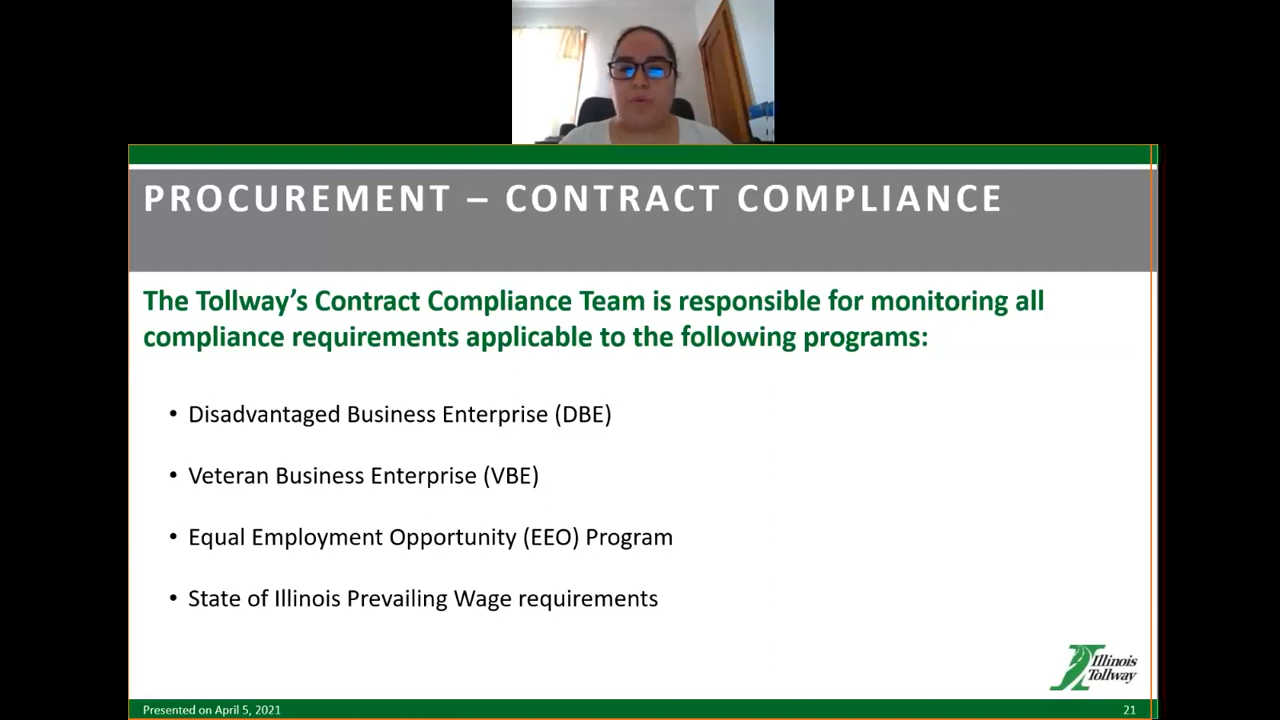 PROCUREMENT – CONTRACT COMPLIANCE
The Tollway's Contract Compliance Team is responsible for monitoring all
compliance requirements applicable to the following programs:
• Disadvantaged Business Enterprise (DBE)
• Veteran Business Enterprise (VBE)
• Equal Employment Opportunity (EEO) Program
• State of Illinois Prevailing Wage requirements
Illinois
Tollway
Presented on April 5, 2021
21